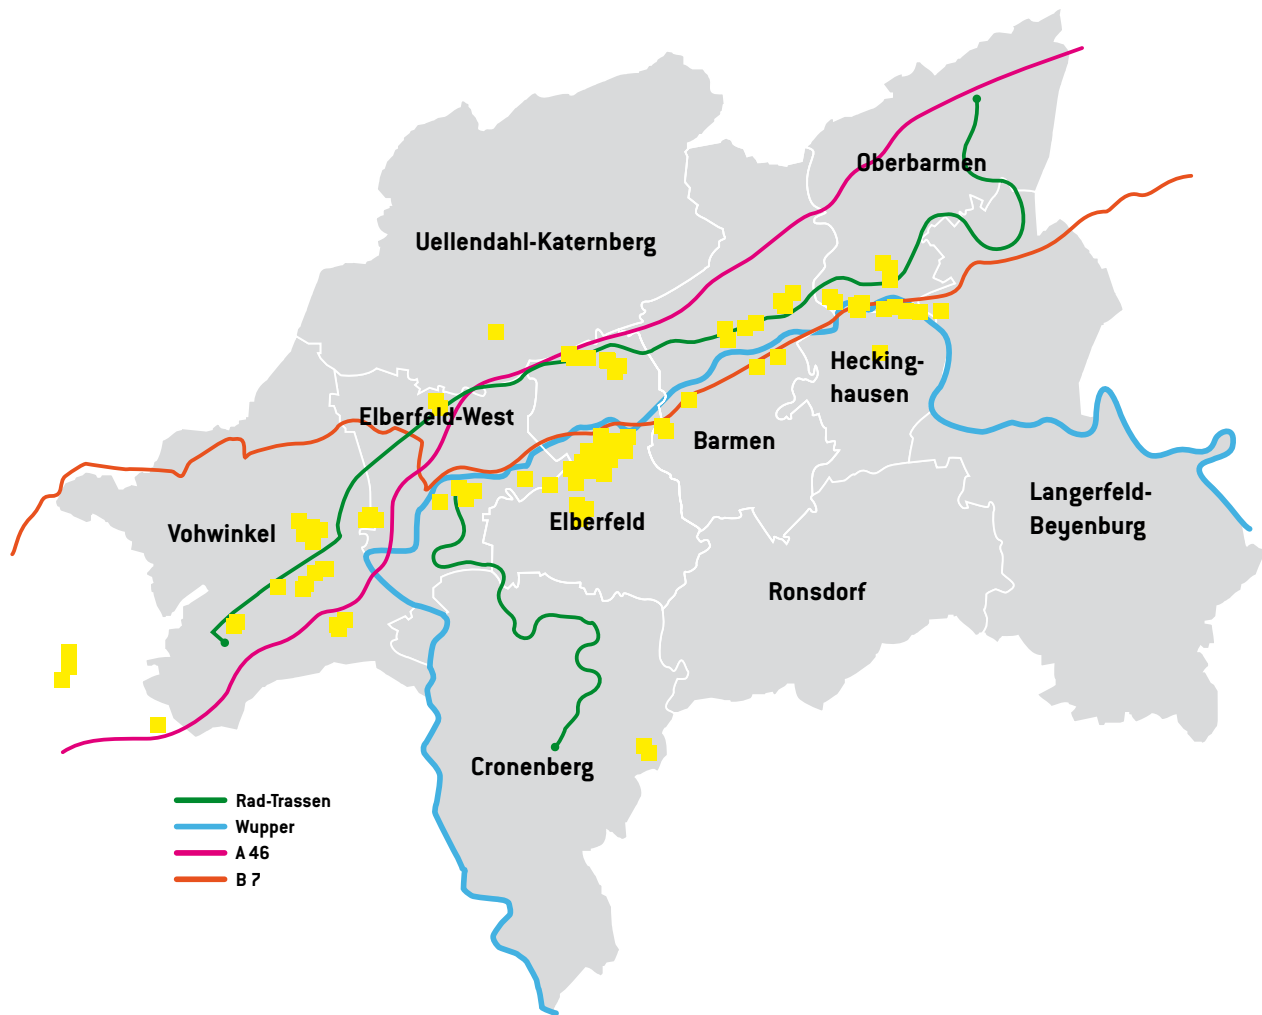 Oberbarmen
Uellendahl-Katernberg
Hecking-
hausen
Elberfeld-West
Barmen
Langerfeld-
Beyenburg
Vohwinkel
Elberfeld
Ronsdorf
Cronenberg
Rad-Trassen
Wupper
A 46
B 7